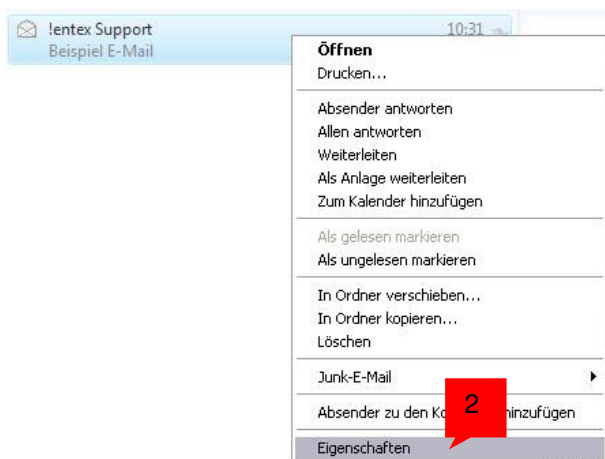 !entex Support 10:31
Beispiel E-Mail
Öffnen
Drucken...
Absender antworten
Allen antworten
Weiterleiten
Als Anlage weiterleiten
Zum Kalender hinzufügen
Als gelesen markieren
Als ungelesen markieren
In Ordner verschieben...
In Ordner kopieren...
Löschen
Junk-E-Mail
Absender zu den hinzufügen
2
Eigenschaften